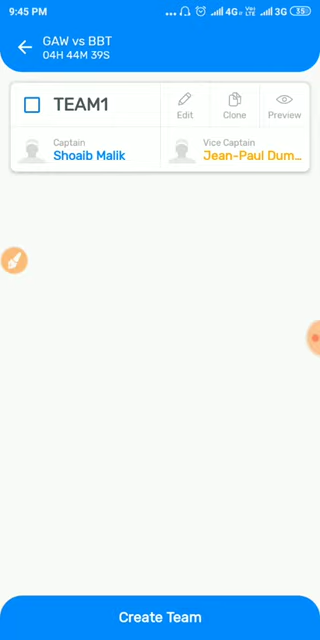 9:45 PM
4G
VoLTE
3G
35
GAW vs BBT
04H 44M 39S
TEAM1
Edit
Clone
Preview
Captain
Shoaib Malik
Vice Captain
Jean-Paul Dum...
Create Team